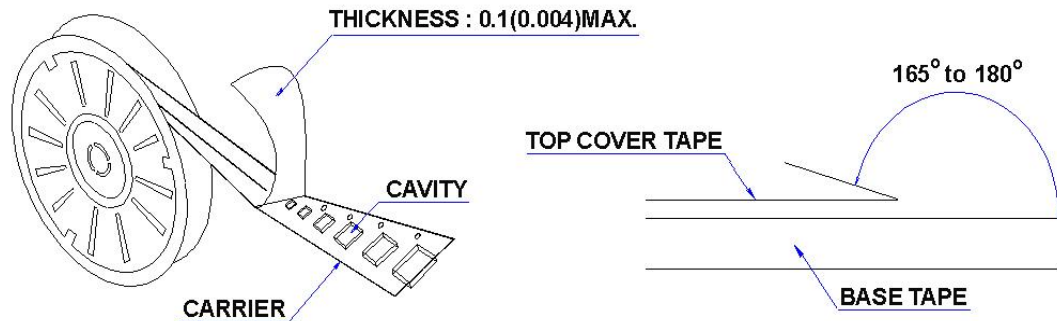 THICKNESS : 0.1(0.004)MAX.
165° to 180°
TOP COVER TAPE
CAVITY
BASE TAPE
CARRIER